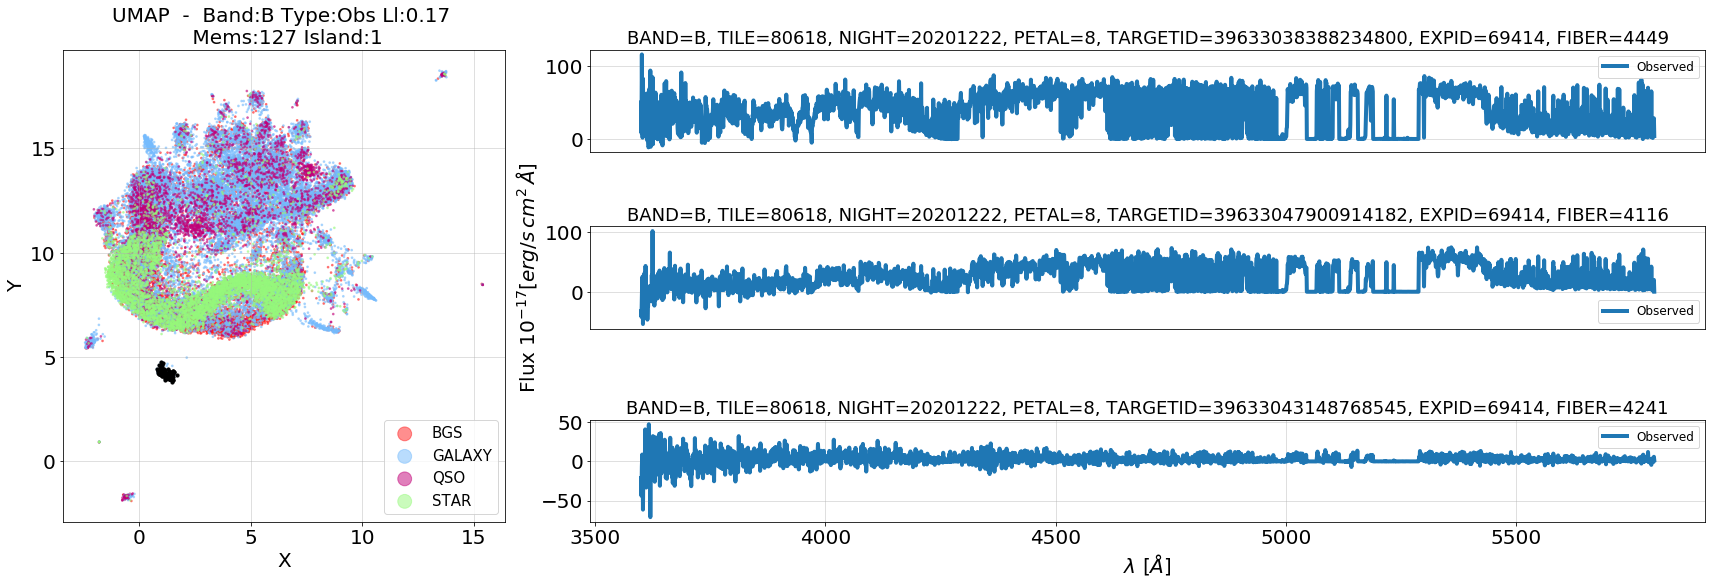 UMAP - Band:B Type:Obs Ll:0.17
Mems:127 Island:1
Y
15
10
5
0
0 5 10 15
X
BGS
GALAXY
QSO
STAR
Flux 10^{-17}[erg/s cm^2 Å]
BAND=B, TILE=80618, NIGHT=20201222, PETAL=8, TARGETID=39633038388234800, EXPID=69414, FIBER=4449
100
0
Observed
BAND=B, TILE=80618, NIGHT=20201222, PETAL=8, TARGETID=39633047900914182, EXPID=69414, FIBER=4116
100
0
Observed
BAND=B, TILE=80618, NIGHT=20201222, PETAL=8, TARGETID=39633043148768545, EXPID=69414, FIBER=4241
50
0
−50
Observed
3500 4000 4500 5000 5500
λ [Å]